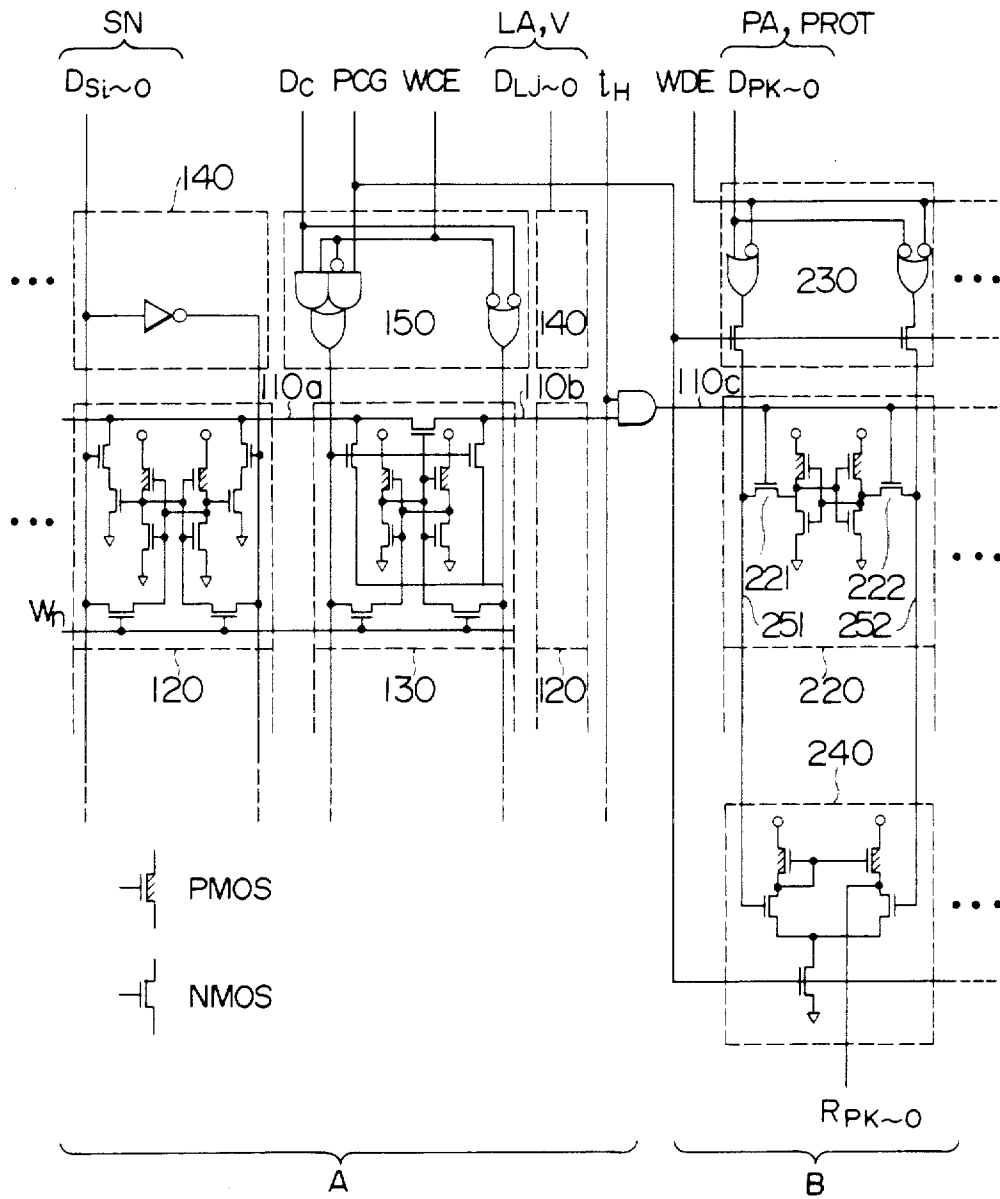 SN LA,V PA,PROT
DSi~0 DC PCG WCE DLJ~0 tH WDE DPK~0
140
150 140 230
110a 110b 110c
221 222
251 252
Wn
120 130 120 220
240
PMOS
NMOS
RPK~0
A B